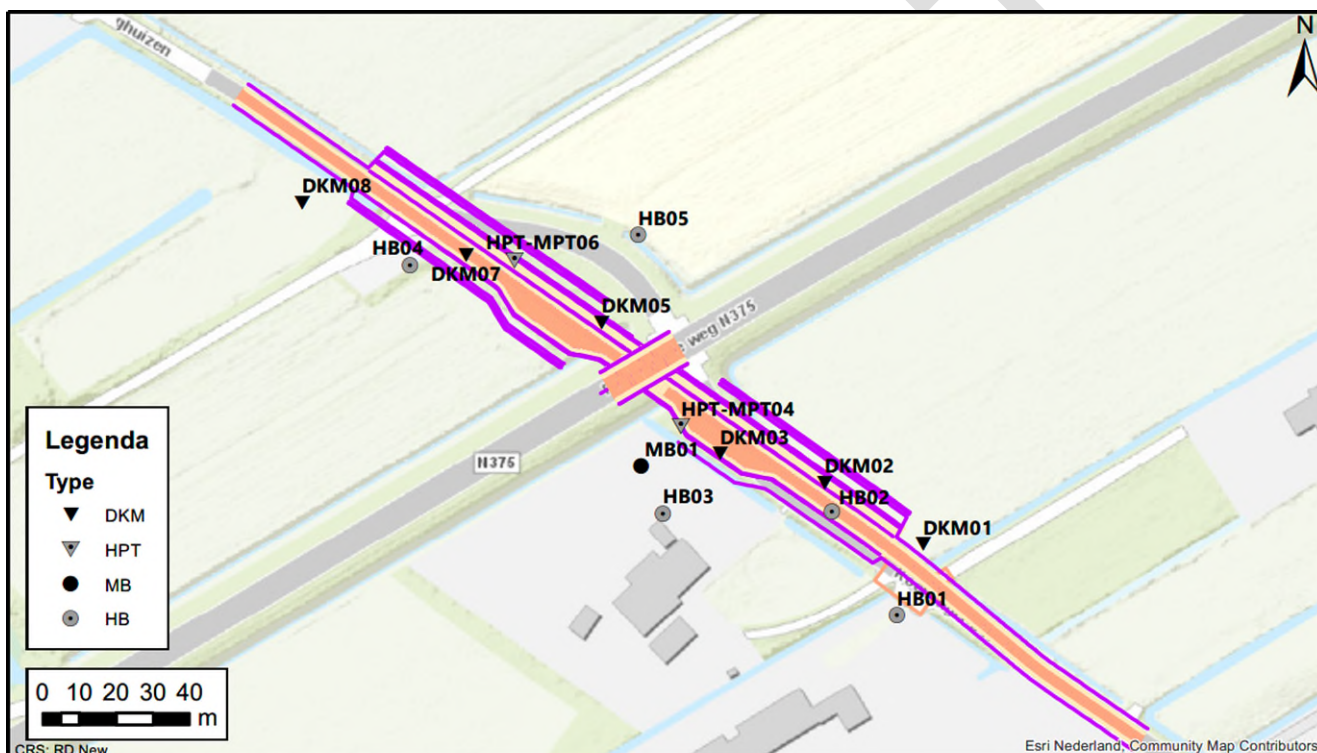 ghuizen
N
DKM08
HB05
HB04
HPT-MPT06
DKM07
DKM05
weg N375
HPT-MPT04
DKM03
MB01
N375
DKM02
HB03
HB02
DKM01
HB01
Legenda
Type
DKM
HPT
MB
HB
0 10 20 30 40
m
CRS: RD New
Esri Nederland, Community Map Contributors